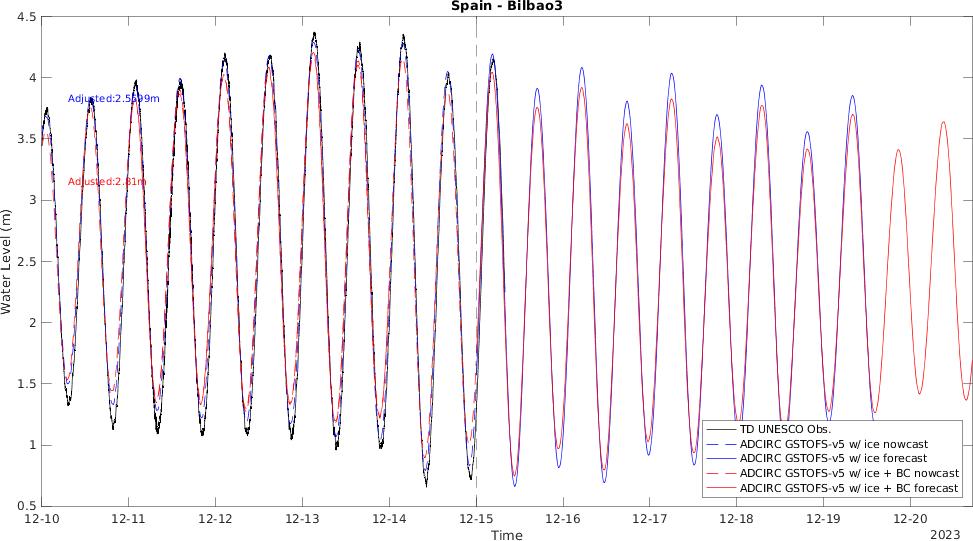 Spain - Bilbao3
4.5
4
3.5
3
2.5
2
1.5
1
0.5
Water Level (m)
Adjusted:2.81m
TD UNESCO Obs.
ADCIRC GSTOFS-v5 w/ ice nowcast
ADCIRC GSTOFS-v5 w/ ice forecast
ADCIRC GSTOFS-v5 w/ ice + BC nowcast
ADCIRC GSTOFS-v5 w/ ice + BC forecast
12-10
12-11
12-12
12-13
12-14
12-15
12-16
12-17
12-18
12-19
12-20
Time
2023